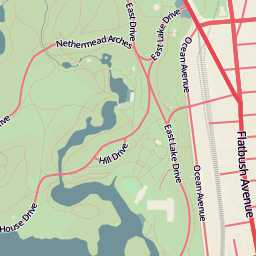 East Drive
East Lake Drive
Nethermead Arches
Ocean Avenue
Drive
East Lake Drive
Flatbush Avenue
Hill Drive
Ocean Avenue
House Drive